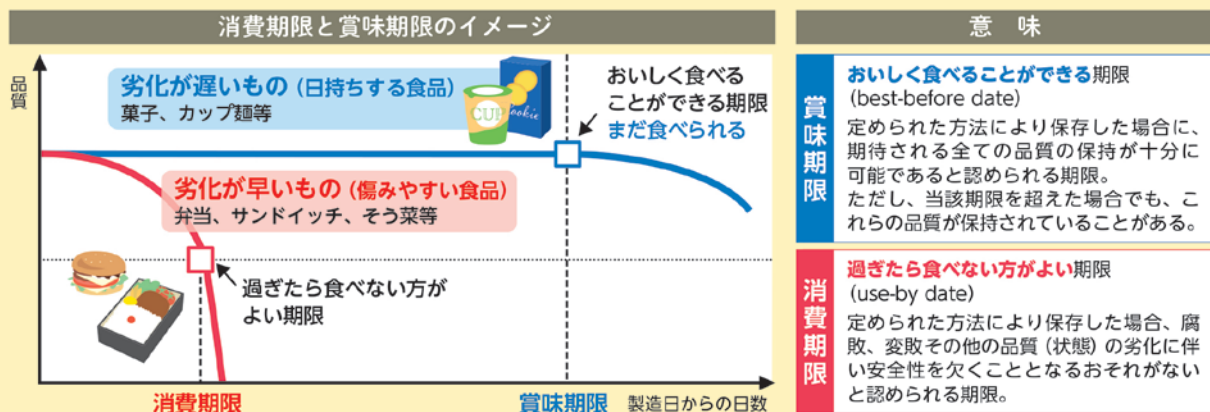 消費期限と賞味期限のイメージ
品質
劣化が遅いもの（日持ちする食品）
菓子、カップ麺等
CUP
Cookie
おいしく食べる
ことができる期限
まだ食べられる
劣化が早いもの（傷みやすい食品）
弁当、サンドイッチ、そう菜等
過ぎたら食べない方が
よい期限
消費期限
賞味期限
製造日からの日数
意　味
賞味期限
おいしく食べることができる期限
(best-before date)
定められた方法により保存した場合に、
期待される全ての品質の保持が十分に
可能であると認められる期限。
ただし、当該期限を超えた場合でも、こ
れらの品質が保持されていることがある。
消費期限
過ぎたら食べない方がよい期限
(use-by date)
定められた方法により保存した場合、腐
敗、変敗その他の品質（状態）の劣化に伴
い安全性を欠くこととなるおそれがない
と認められる期限。